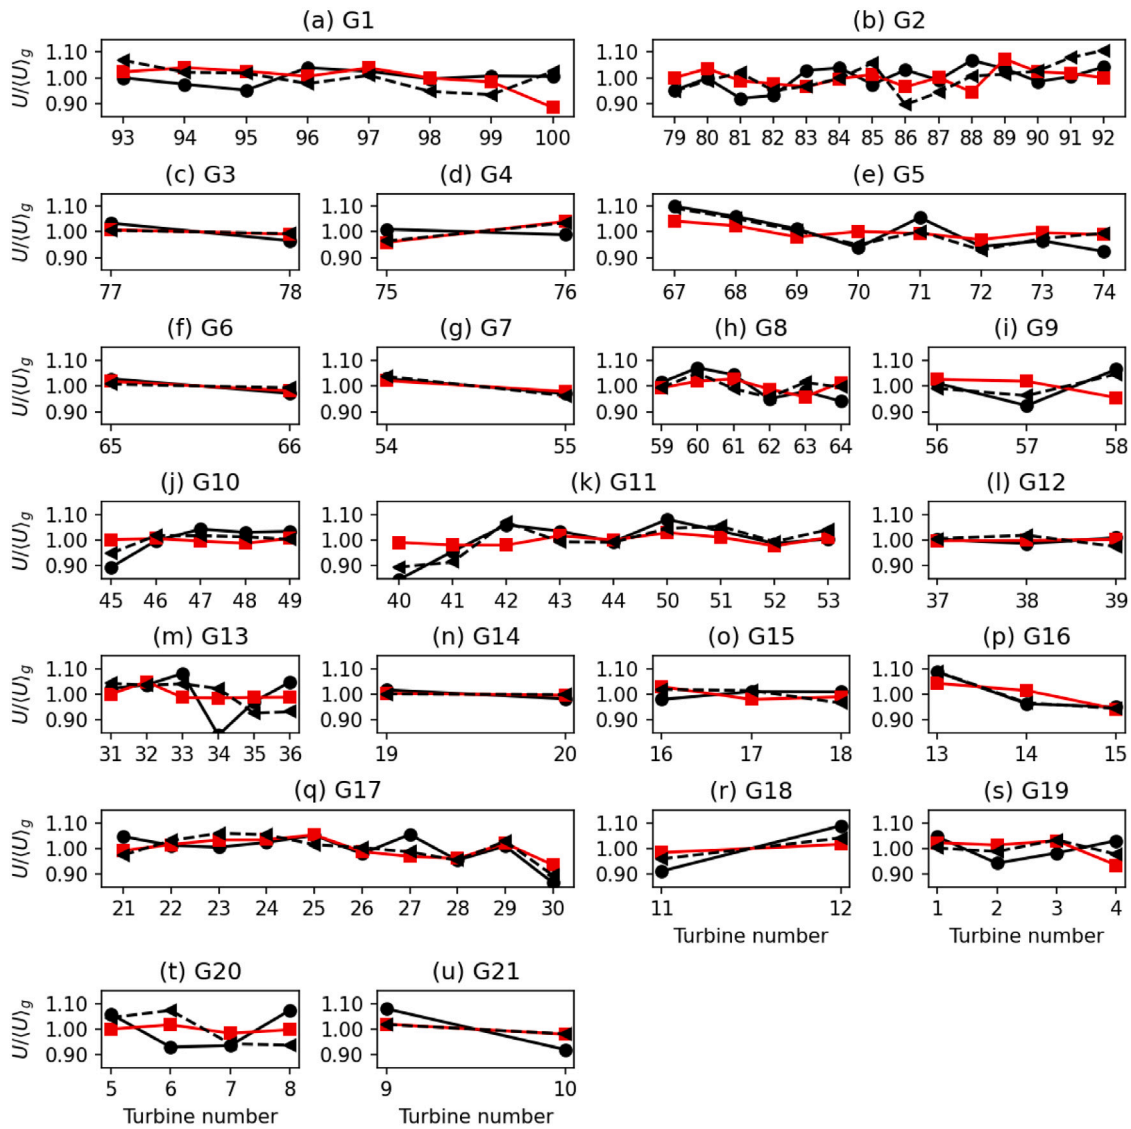 (a) G1
(b) G2
U/⟨U⟩g
1.10
1.00
0.90
93 94 95 96 97 98 99 100
1.10
1.00
0.90
79 80 81 82 83 84 85 86 87 88 89 90 91 92
(c) G3
(d) G4
(e) G5
U/⟨U⟩g
1.10
1.00
0.90
77 78
1.10
1.00
0.90
75 76
1.10
1.00
0.90
67 68 69 70 71 72 73 74
(f) G6
(g) G7
(h) G8
(i) G9
U/⟨U⟩g
1.10
1.00
0.90
65 66
1.10
1.00
0.90
54 55
1.10
1.00
0.90
59 60 61 62 63 64
1.10
1.00
0.90
56 57 58
(j) G10
(k) G11
(l) G12
U/⟨U⟩g
1.10
1.00
0.90
45 46 47 48 49
1.10
1.00
0.90
40 41 42 43 44 50 51 52 53
1.10
1.00
0.90
37 38 39
(m) G13
(n) G14
(o) G15
(p) G16
U/⟨U⟩g
1.10
1.00
0.90
31 32 33 34 35 36
1.10
1.00
0.90
19 20
1.10
1.00
0.90
16 17 18
1.10
1.00
0.90
13 14 15
(q) G17
(r) G18
(s) G19
U/⟨U⟩g
1.10
1.00
0.90
21 22 23 24 25 26 27 28 29 30
1.10
1.00
0.90
11 12
Turbine number
1.10
1.00
0.90
1 2 3 4
Turbine number
(t) G20
(u) G21
U/⟨U⟩g
1.10
1.00
0.90
5 6 7 8
Turbine number
1.10
1.00
0.90
9 10
Turbine number